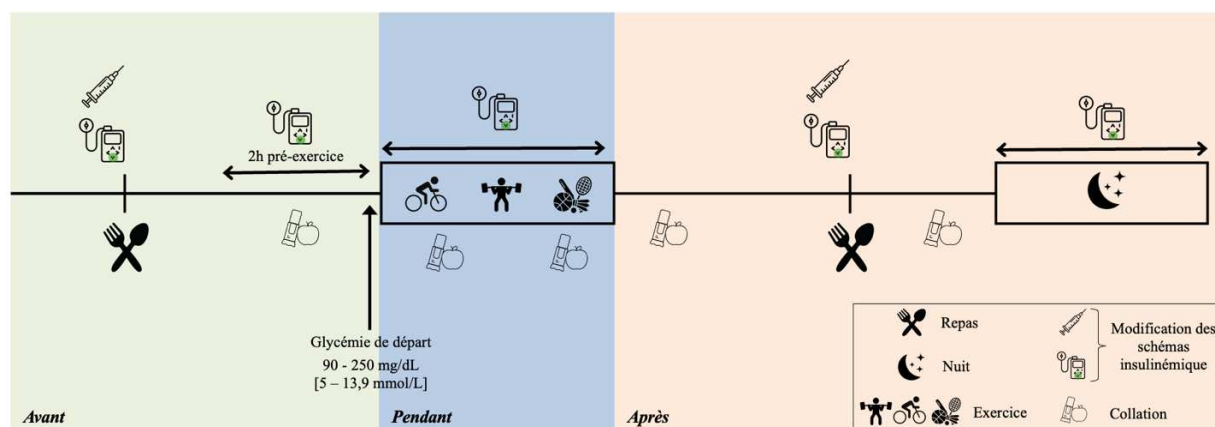 2h pré-exercice
Glycémie de départ
90 - 250 mg/dL
[5 – 13,9 mmol/L]
Avant
Pendant
Après
Repas
Nuit
Exercice
Modification des
schémas
insulinémique
Collation